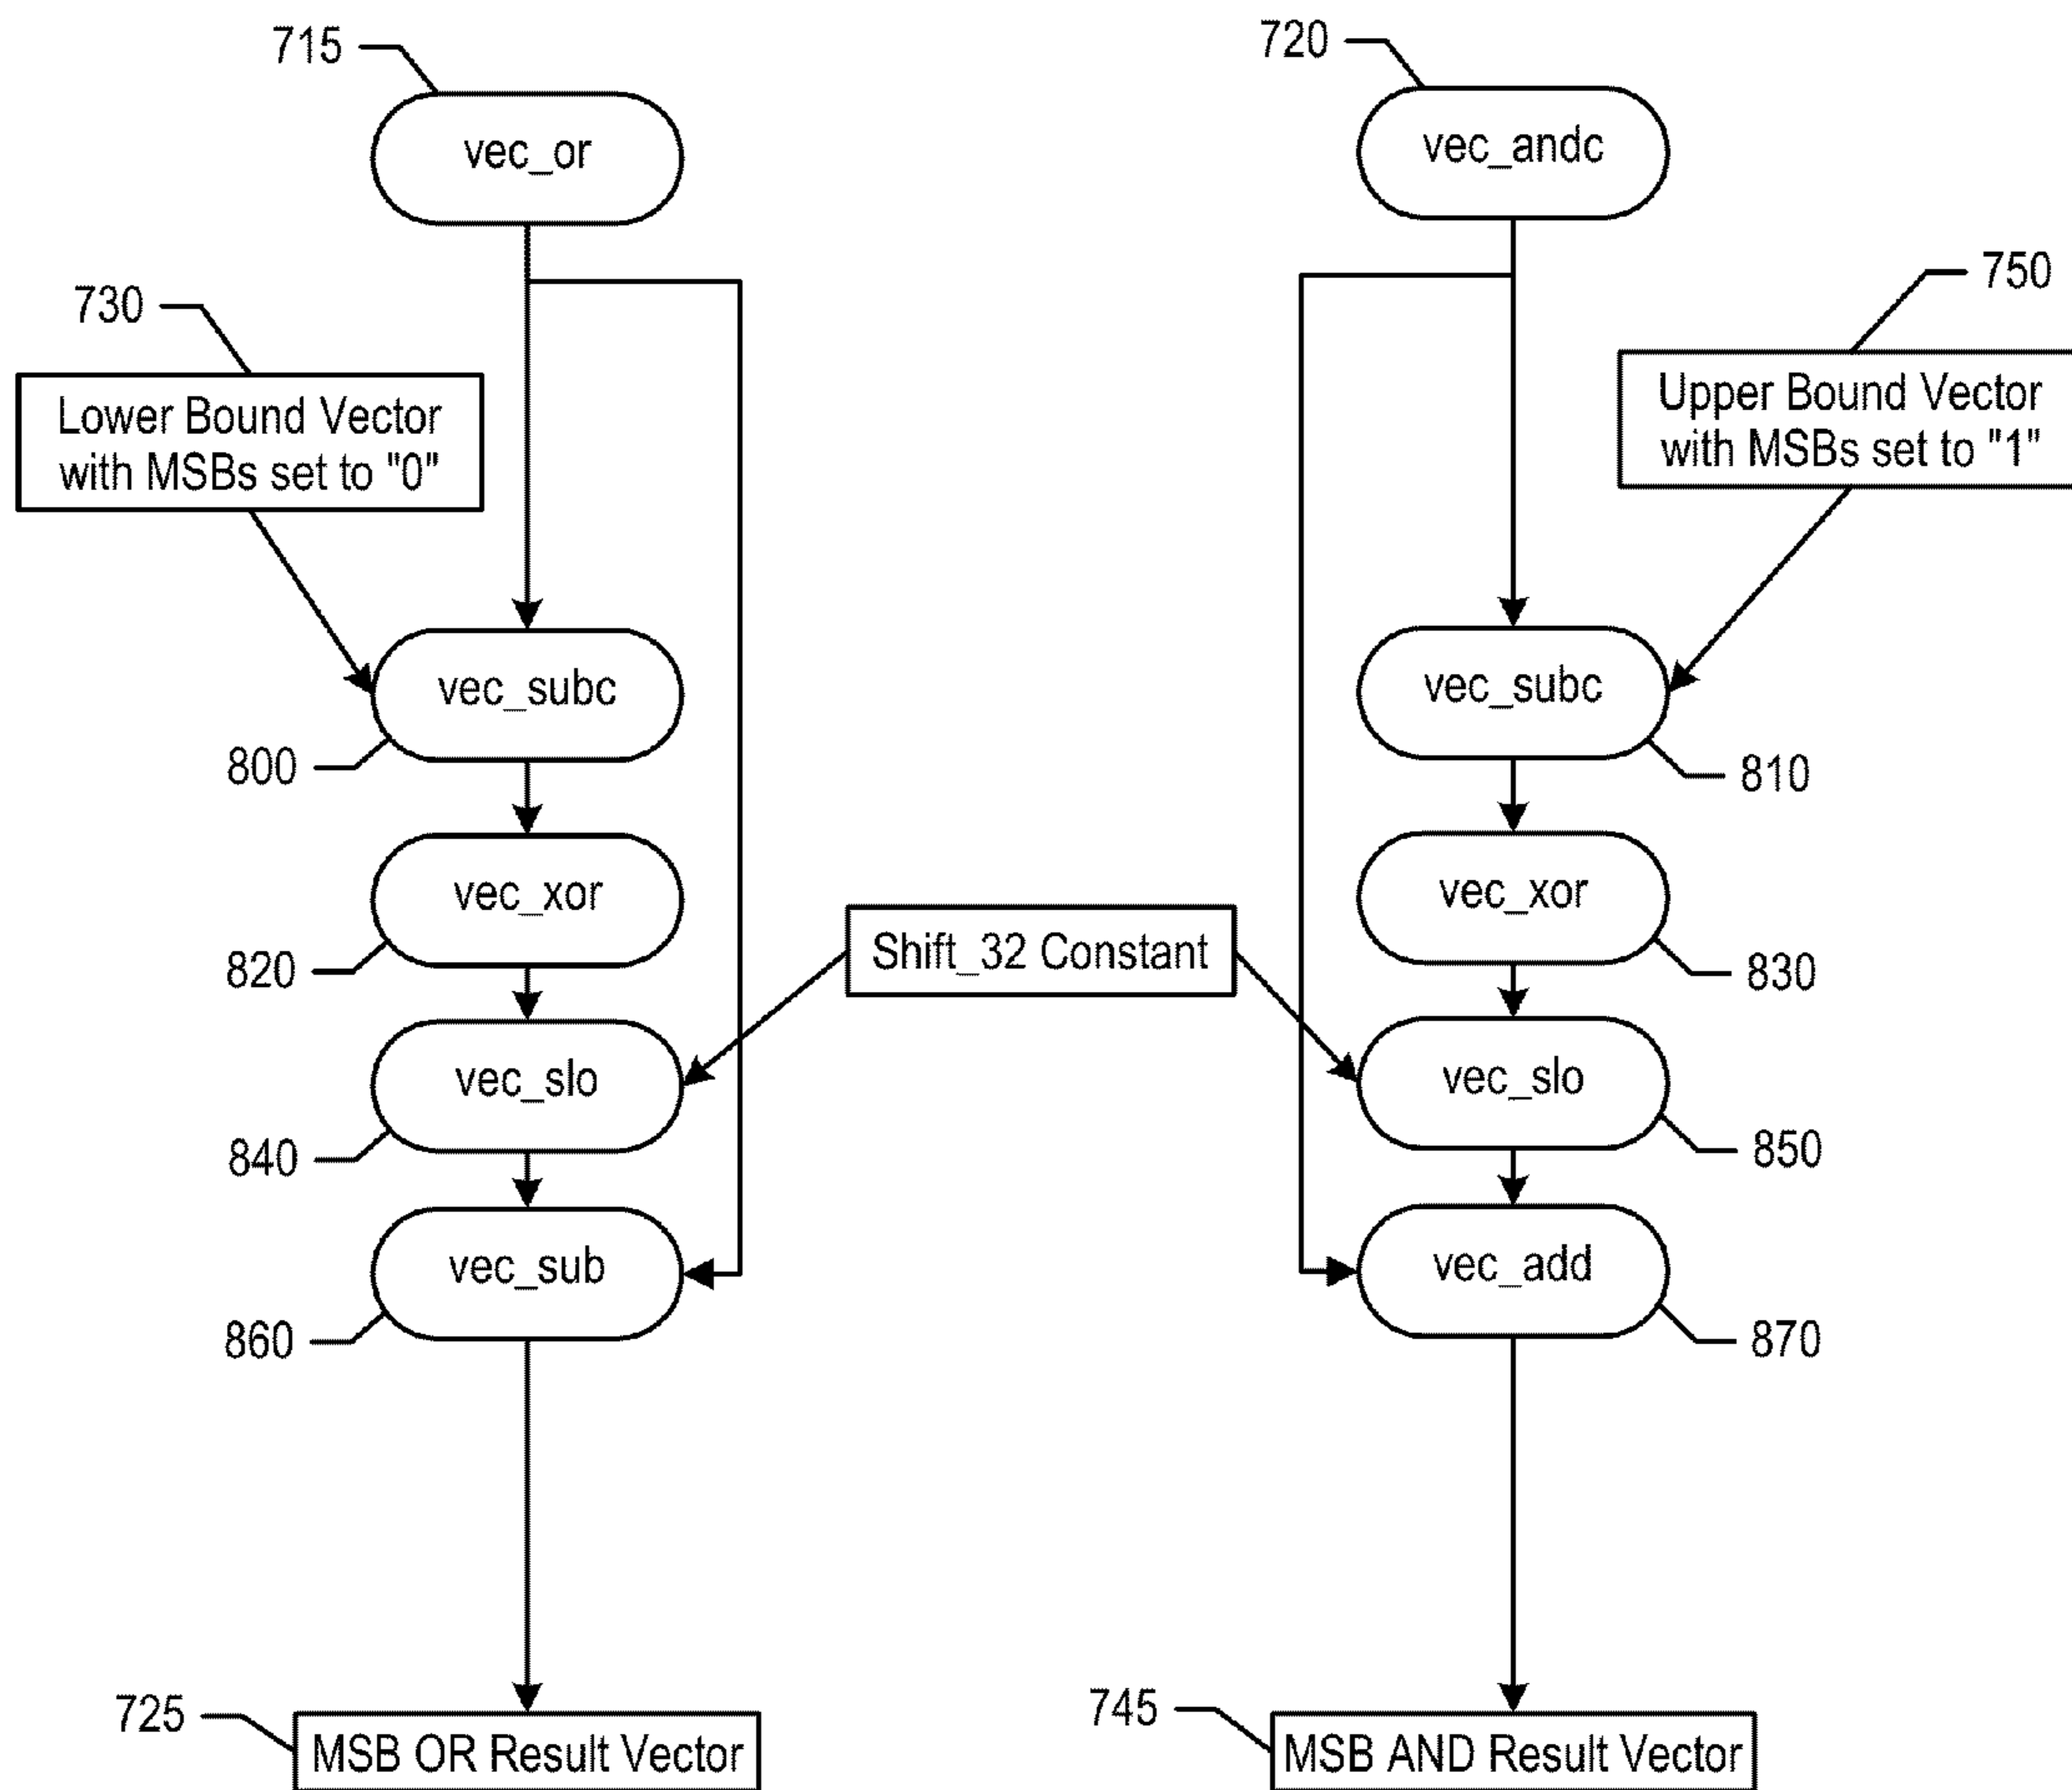 715
720
vec_or
vec_andc
730
750
Lower Bound Vector
with MSBs set to "0"
Upper Bound Vector
with MSBs set to "1"
vec_subc
vec_subc
800
810
vec_xor
vec_xor
Shift_32 Constant
820
830
vec_slo
vec_slo
840
850
vec_sub
vec_add
860
870
725
745
MSB OR Result Vector
MSB AND Result Vector